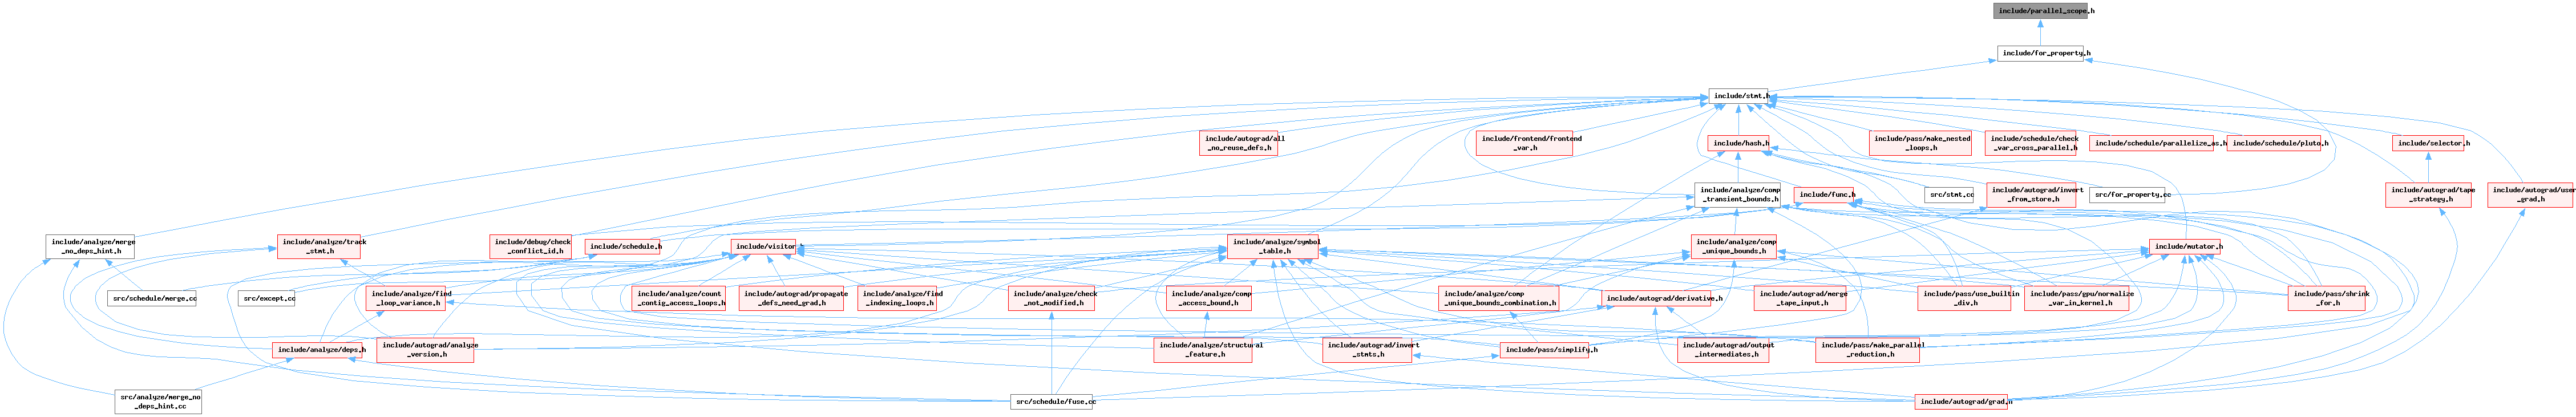 include/parallel_scope.h
include/for_property.h
include/stmt.h
include/autograd/all
_no_reuse_defs.h
include/frontend/frontend
_var.h
include/hash.h
include/pass/make_nested
_loops.h
include/schedule/check
_var_cross_parallel.h
include/schedule/parallelize_as.h
include/schedule/pluto.h
include/selector.h
include/analyze/comp
_transient_bounds.h
include/func.h
src/stmt.cc
include/autograd/invert
_from_store.h
src/for_property.cc
include/autograd/tape
_strategy.h
include/autograd/user
_grad.h
include/analyze/merge
_no_deps_hint.h
include/analyze/track
_stmt.h
include/debug/check
_conflict_id.h
include/schedule.h
include/visitor.h
include/analyze/symbol
_table.h
include/analyze/comp
_unique_bounds.h
include/mutator.h
src/schedule/merge.cc
src/except.cc
include/analyze/find
_loop_variance.h
include/analyze/count
_contig_access_loops.h
include/autograd/propagate
_defs_need_grad.h
include/analyze/find
_indexing_loops.h
include/analyze/check
_not_modified.h
include/analyze/comp
_access_bound.h
include/analyze/comp
_unique_bounds_combination.h
include/autograd/derivative.h
include/autograd/merge
_tape_input.h
include/pass/use_builtin
_div.h
include/pass/gpu/normalize
_var_in_kernel.h
include/pass/shrink
_for.h
include/analyze/deps.h
include/autograd/analyze
_version.h
include/analyze/structural
_feature.h
include/autograd/invert
_stmts.h
include/pass/simplify.h
include/autograd/output
_intermediates.h
include/pass/make_parallel
_reduction.h
src/analyze/merge_no
_deps_hint.cc
src/schedule/fuse.cc
include/autograd/grad.h